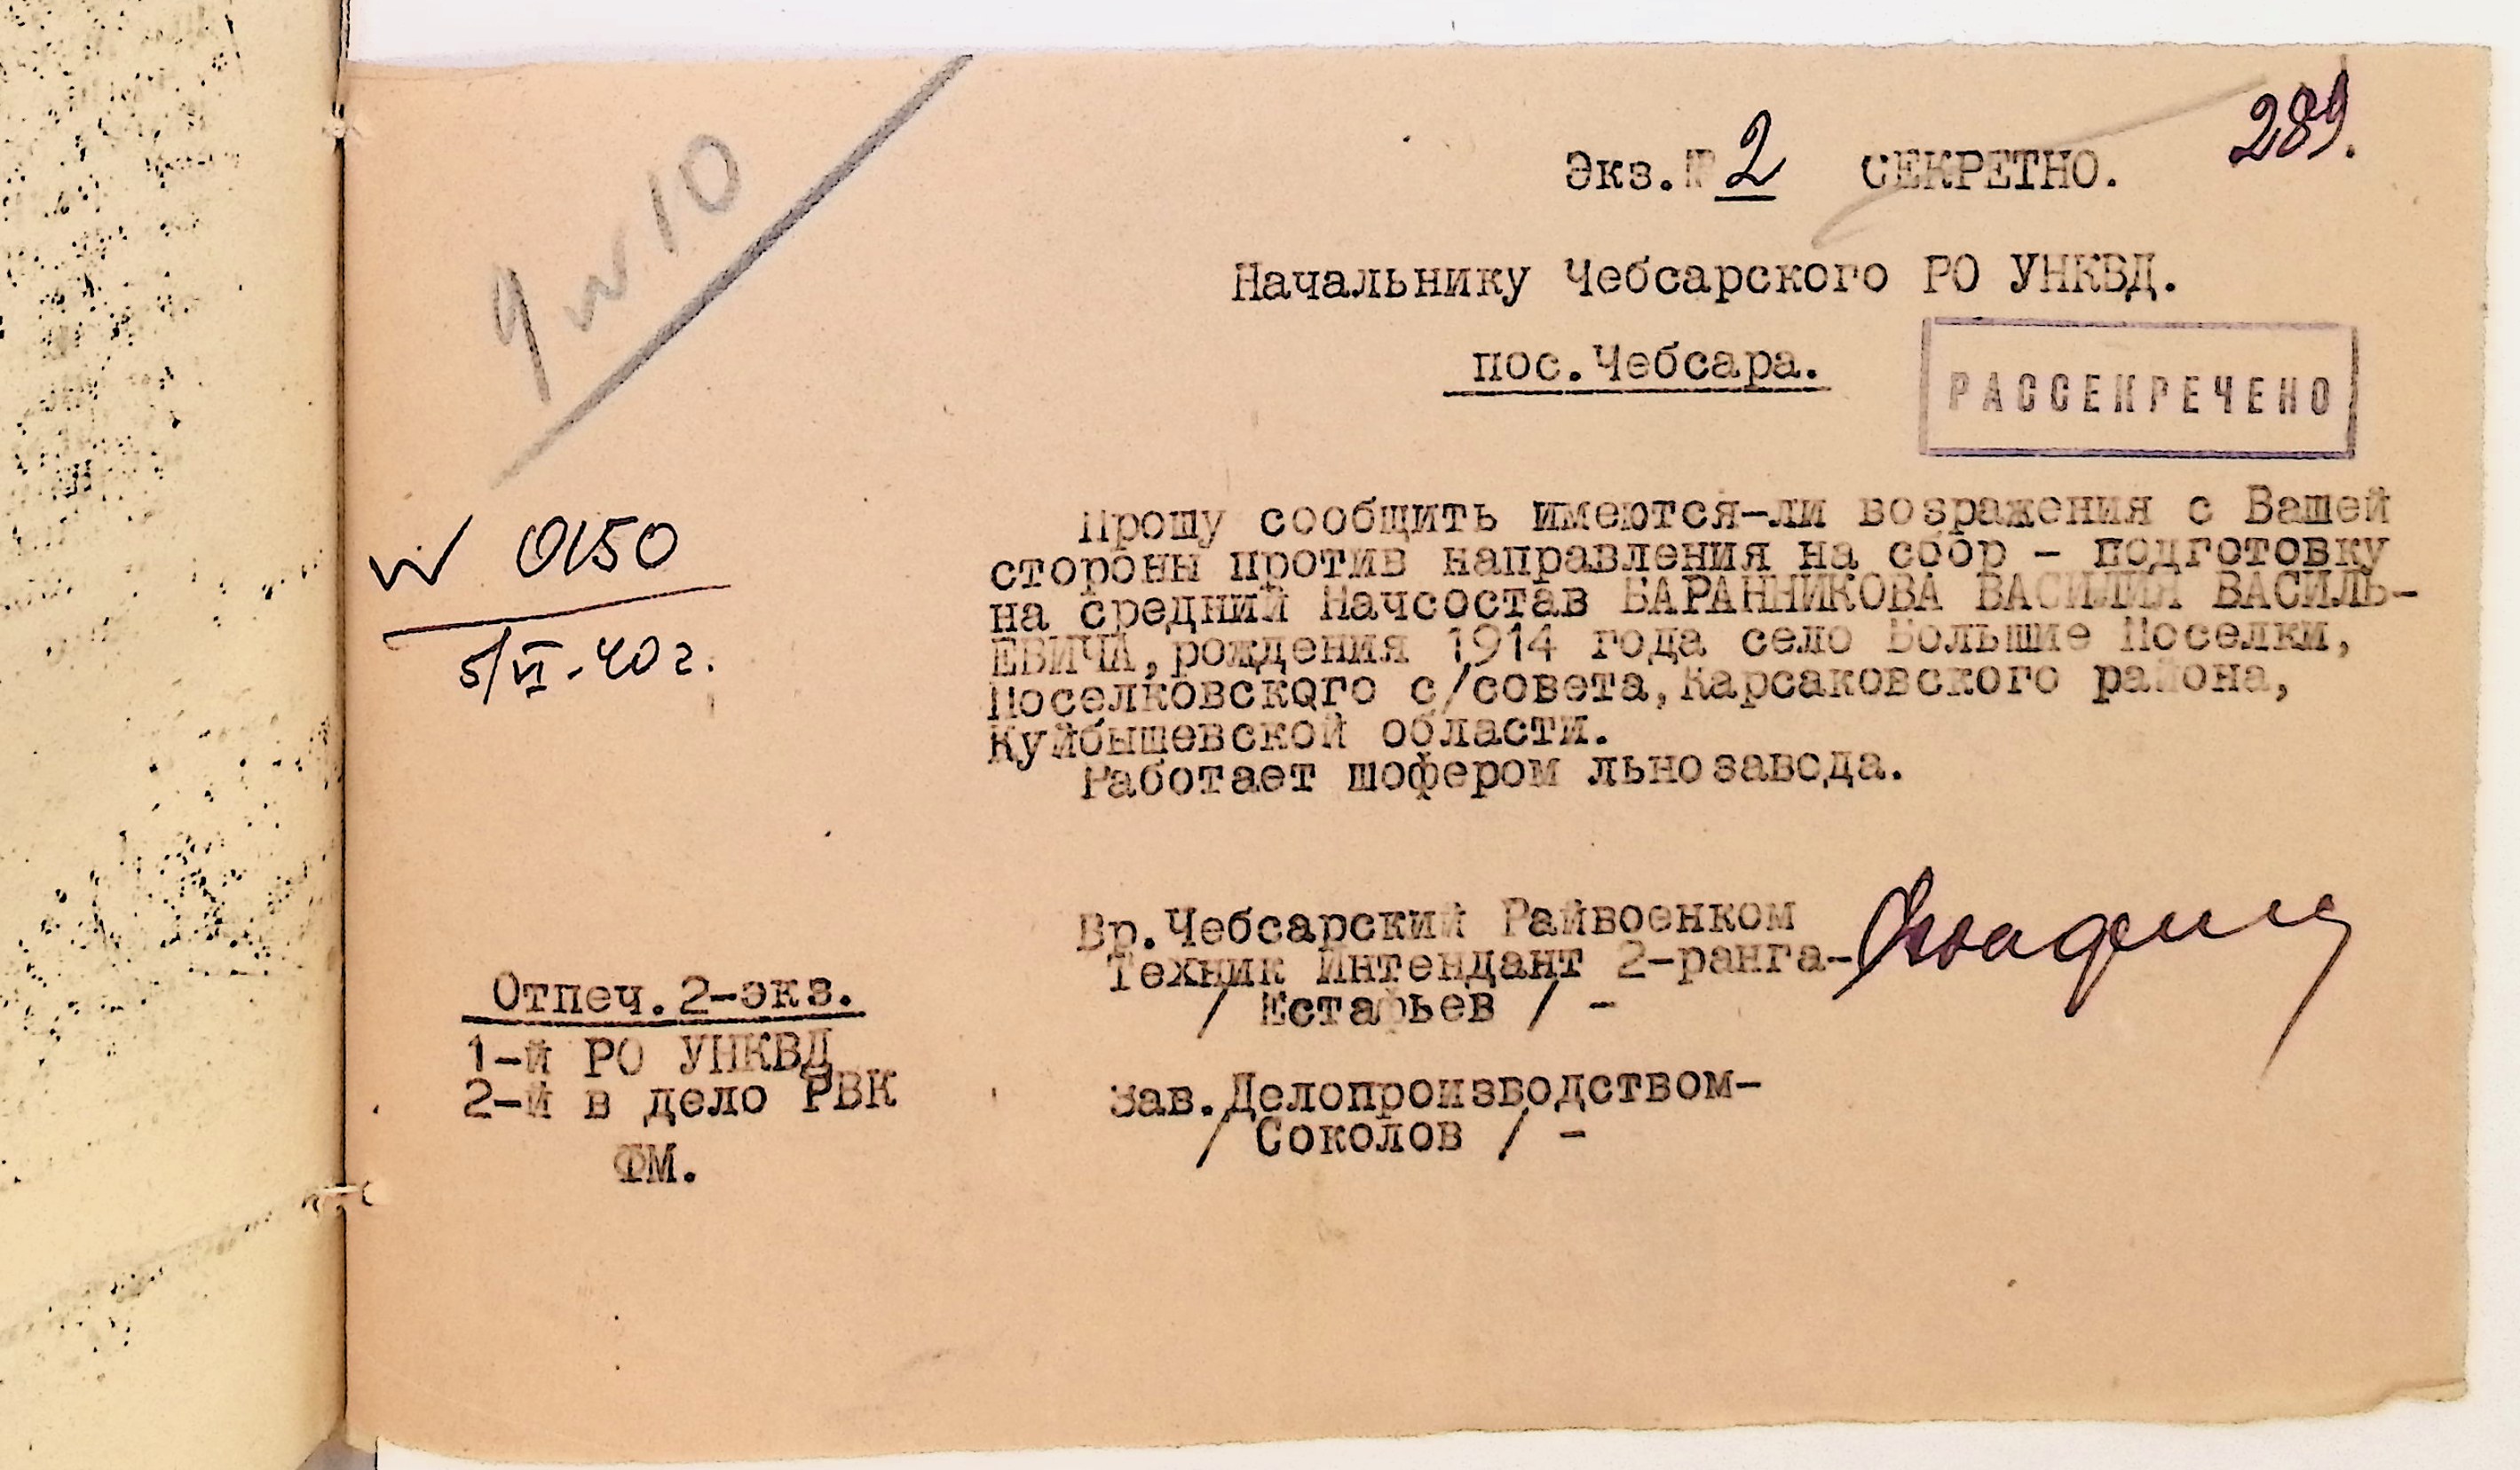 289.
Экз.№ 2 СЕКРЕТНО.
№ 10
Начальнику Чебсарского РО УНКВД.
пос.Чебсара.
РАССЕКРЕЧЕНО
№ 0150
5/VI-40 г.
Прошу сообщить имеются-ли возражения с Вашей
стороны против направления на сбор - подготовку
на средний Начсостав БАРАННИКОВА ВАСИЛИЯ ВАСИЛЬ-
ЕВИЧА,рождения 1914 года село Большие Поселки,
Поселковского с/совета,Карсаковского района,
Куйбышевской области.
Работает шофером льнозавода.
Вр.Чебсарский Райвоенком
Техник Интендант 2-ранга-
/ Естафьев / -
Зав.Делопроизводством-
/ Соколов / -
Отпеч.2-экз.
1-й РО УНКВД
2-й в дело РВК
ФМ.